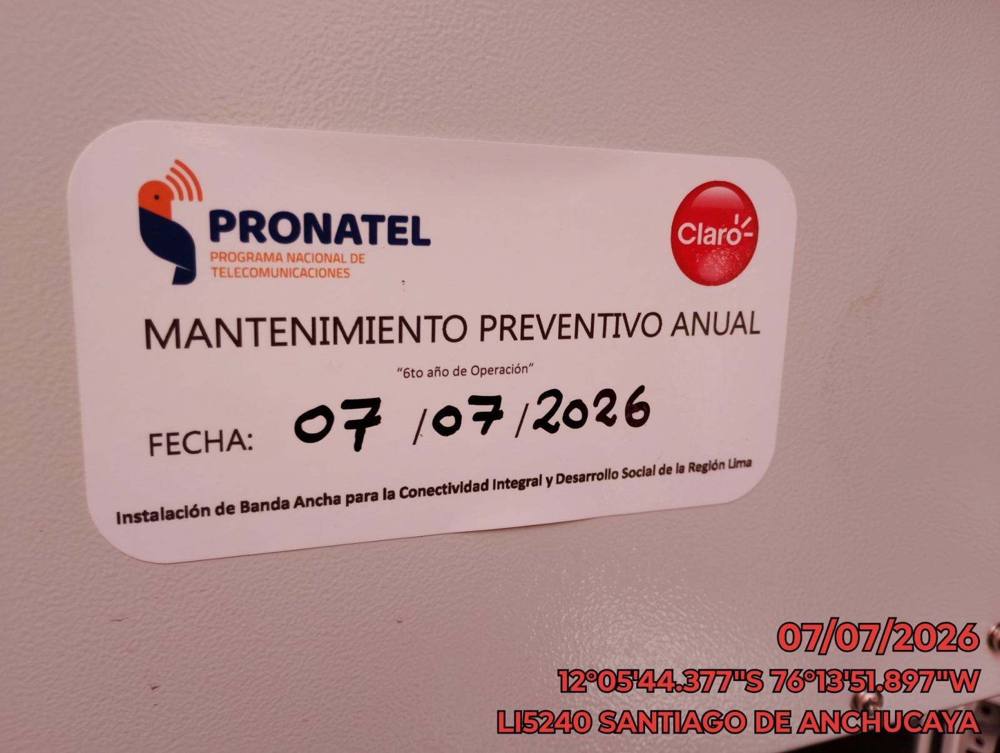 PRONATEL
PROGRAMA NACIONAL DE
TELECOMUNICACIONES
Claro
MANTENIMIENTO PREVENTIVO ANUAL
“6to año de Operación”
FECHA: 07 / 07 / 2026
Instalación de Banda Ancha para la Conectividad Integral y Desarrollo Social de la Región Lima
07/07/2026
12°05'44.377"S 76°13'51.897"W
LI5240 SANTIAGO DE ANCHUCAYA